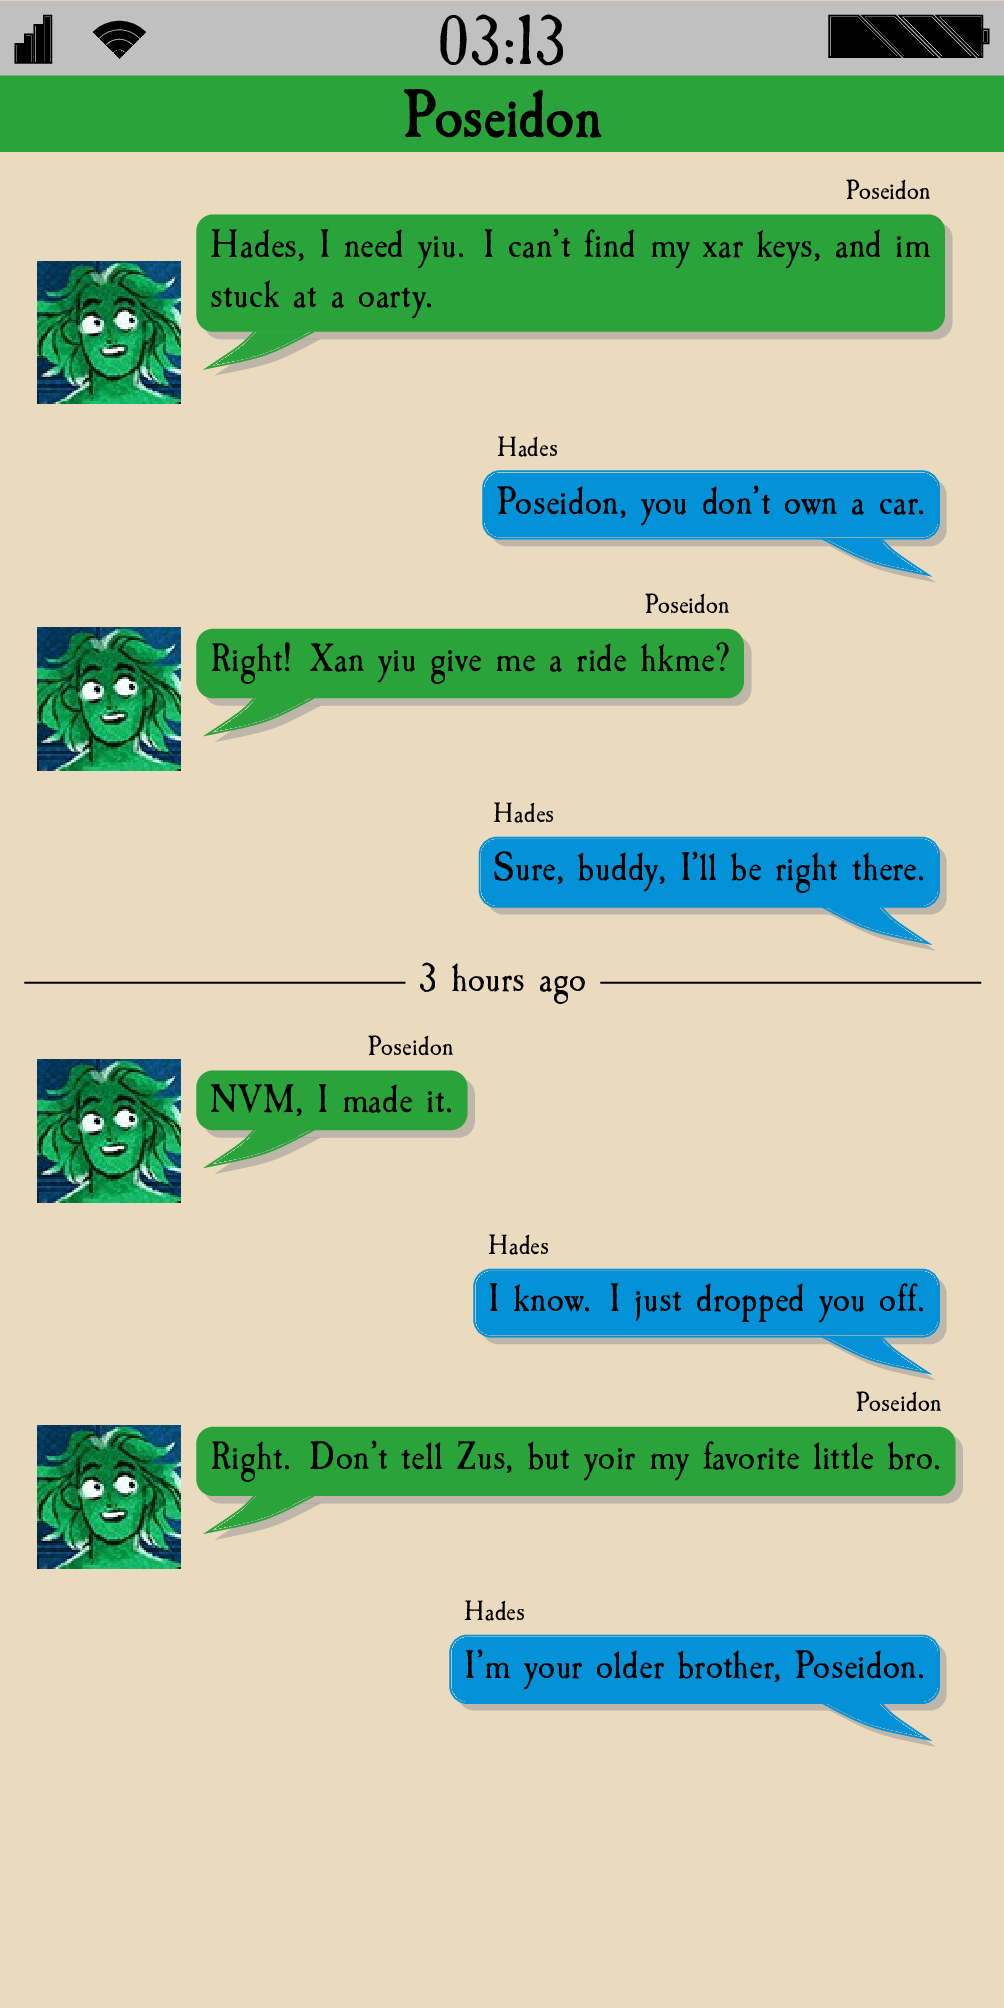 03:13
Poseidon
Poseidon
Hades, I need yiu. I can't find my xar keys, and im
stuck at a oarty.
Hades
Poseidon, you don't own a car.
Poseidon
Right! Xan yiu give me a ride hkme?
Hades
Sure, buddy, I'll be right there.
3 hours ago
Poseidon
NVM, I made it.
Hades
I know. I just dropped you off.
Poseidon
Right. Don't tell Zus, but yoir my favorite little bro.
Hades
I'm your older brother, Poseidon.